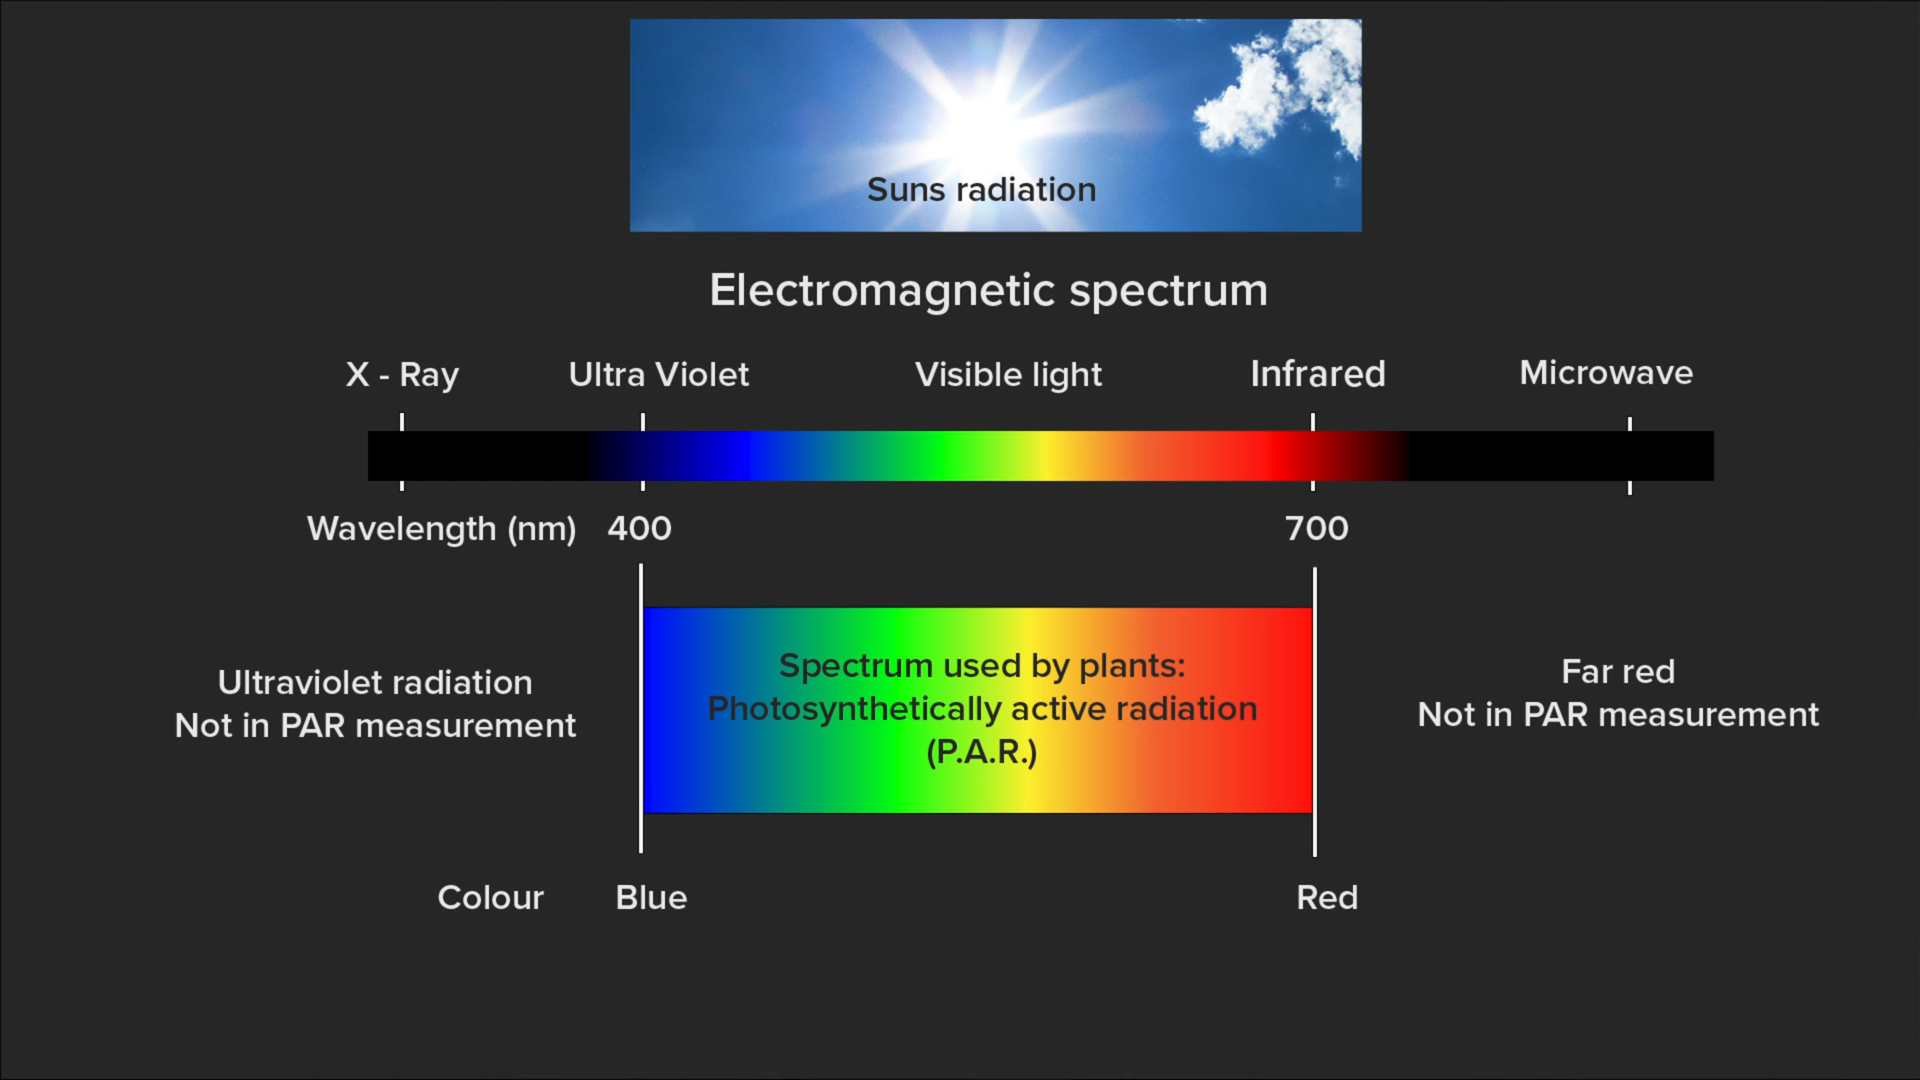 Suns radiation
Electromagnetic spectrum
X - Ray
Ultra Violet
Visible light
Infrared
Microwave
Wavelength (nm)
400
700
Ultraviolet radiation
Not in PAR measurement
Spectrum used by plants:
Photosynthetically active radiation
(P.A.R.)
Far red
Not in PAR measurement
Colour
Blue
Red